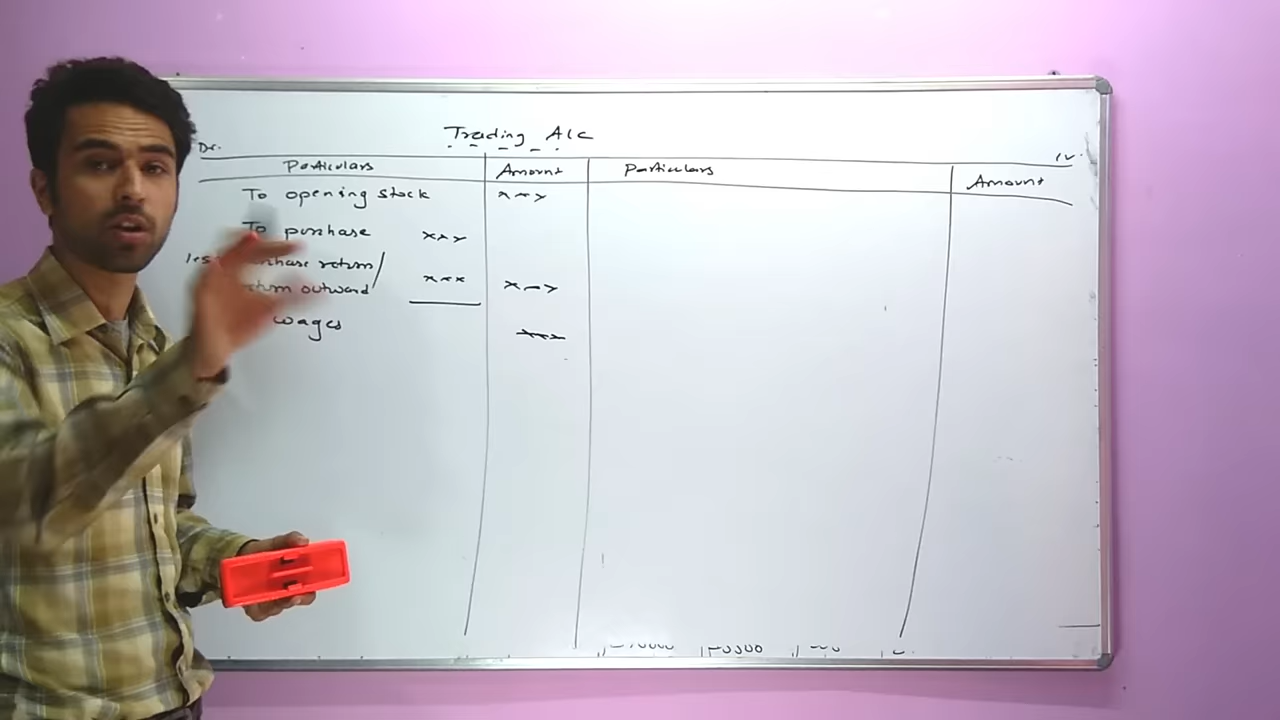 Trading A/c
Dr. Cr.
Particulars Amount Particulars Amount
To opening stock xxx
To purchase xxx
less purchase return/ xxx xxx
return outward
wages xxx